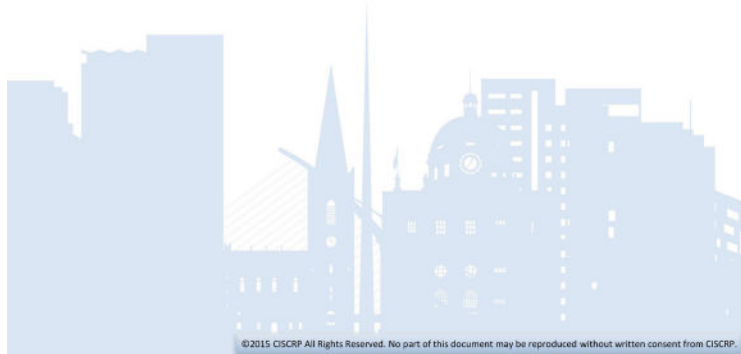 ©2015 CISCRP All Rights Reserved. No part of this document may be reproduced without written consent from CISCRP.